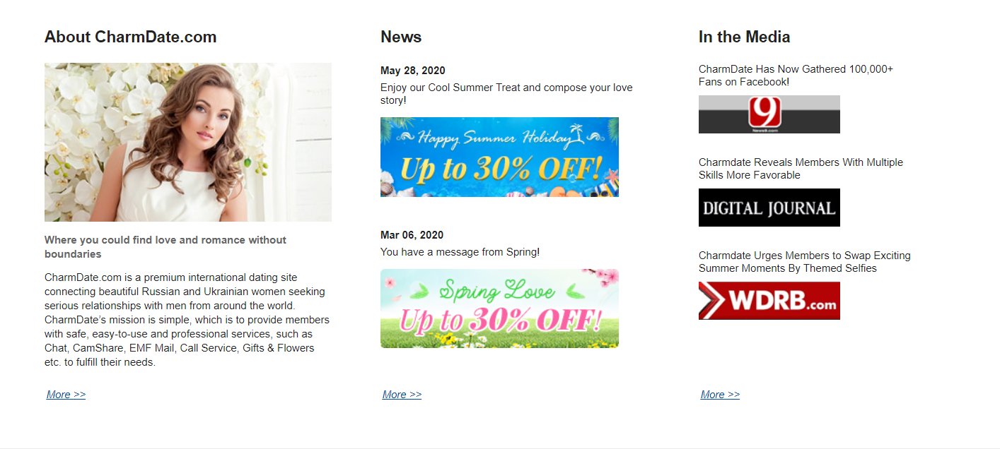 About CharmDate.com
Where you could find love and romance without
boundaries
CharmDate.com is a premium international dating site
connecting beautiful Russian and Ukrainian women seeking
serious relationships with men from around the world.
CharmDate’s mission is simple, which is to provide members
with safe, easy-to-use and professional services, such as
Chat, CamShare, EMF Mail, Call Service, Gifts & Flowers
etc. to fulfill their needs.
More >>
News
May 28, 2020
Enjoy our Cool Summer Treat and compose your love
story!
Happy Summer Holiday
Up to 30% OFF!
Mar 06, 2020
You have a message from Spring!
Spring Love
Up to 30% OFF!
More >>
In the Media
CharmDate Has Now Gathered 100,000+
Fans on Facebook!
9
News9.com
Charmdate Reveals Members With Multiple
Skills More Favorable
DIGITAL JOURNAL
Charmdate Urges Members to Swap Exciting
Summer Moments By Themed Selfies
WDRB.com
More >>